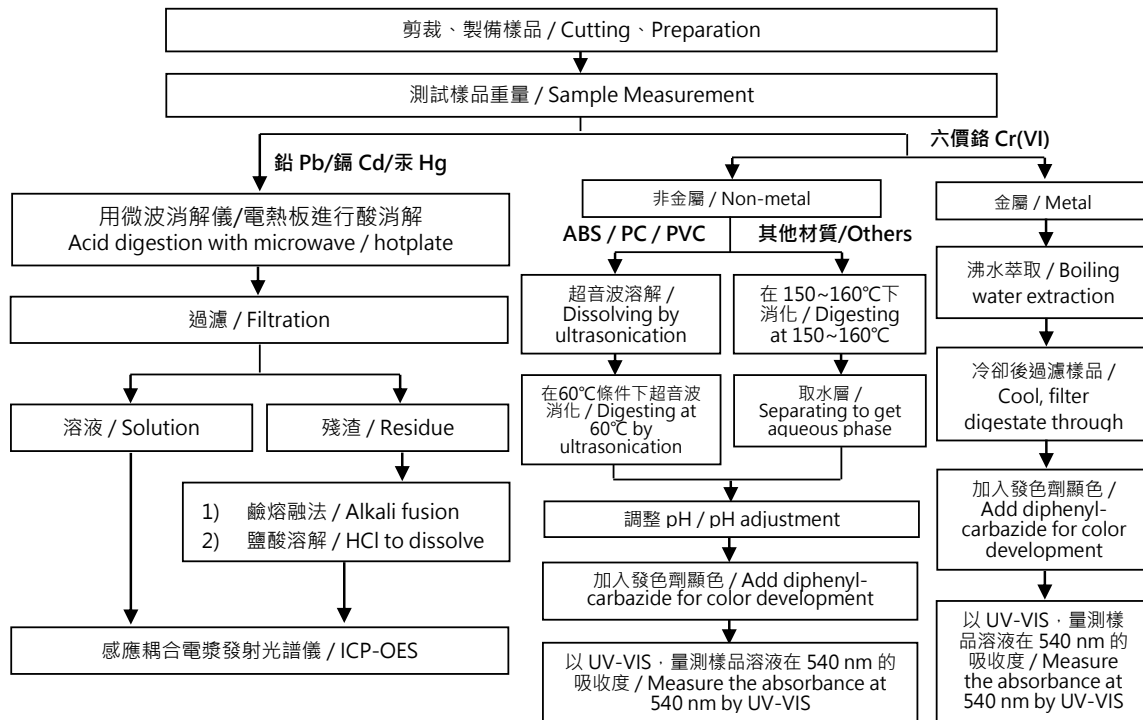 剪裁、製備樣品 / Cutting、Preparation
測試樣品重量 / Sample Measurement
鉛 Pb/鎘 Cd/汞 Hg
六價鉻 Cr(VI)
用微波消解儀/電熱板進行酸消解
Acid digestion with microwave / hotplate
過濾 / Filtration
溶液 / Solution
殘渣 / Residue
1) 鹼熔融法 / Alkali fusion
2) 鹽酸溶解 / HCl to dissolve
感應耦合電漿發射光譜儀 / ICP-OES
非金屬 / Non-metal
ABS / PC / PVC
其他材質/Others
超音波溶解 /
Dissolving by
ultrasonication
在60℃條件下超音波
消化 / Digesting at
60℃ by
ultrasonication
在 150~160℃下
消化 / Digesting
at 150~160℃
取水層 /
Separating to get
aqueous phase
調整 pH / pH adjustment
加入發色劑顯色 / Add diphenyl-
carbazide for color development
以 UV-VIS，量測樣品溶液在 540 nm 的
吸收度 / Measure the absorbance at
540 nm by UV-VIS
金屬 / Metal
沸水萃取 / Boiling
water extraction
冷卻後過濾樣品 /
Cool, filter
digestate through
加入發色劑顯色 /
Add diphenyl-
carbazide for color
development
以 UV-VIS，量測樣
品溶液在 540 nm 的
吸收度 / Measure
the absorbance at
540 nm by UV-VIS